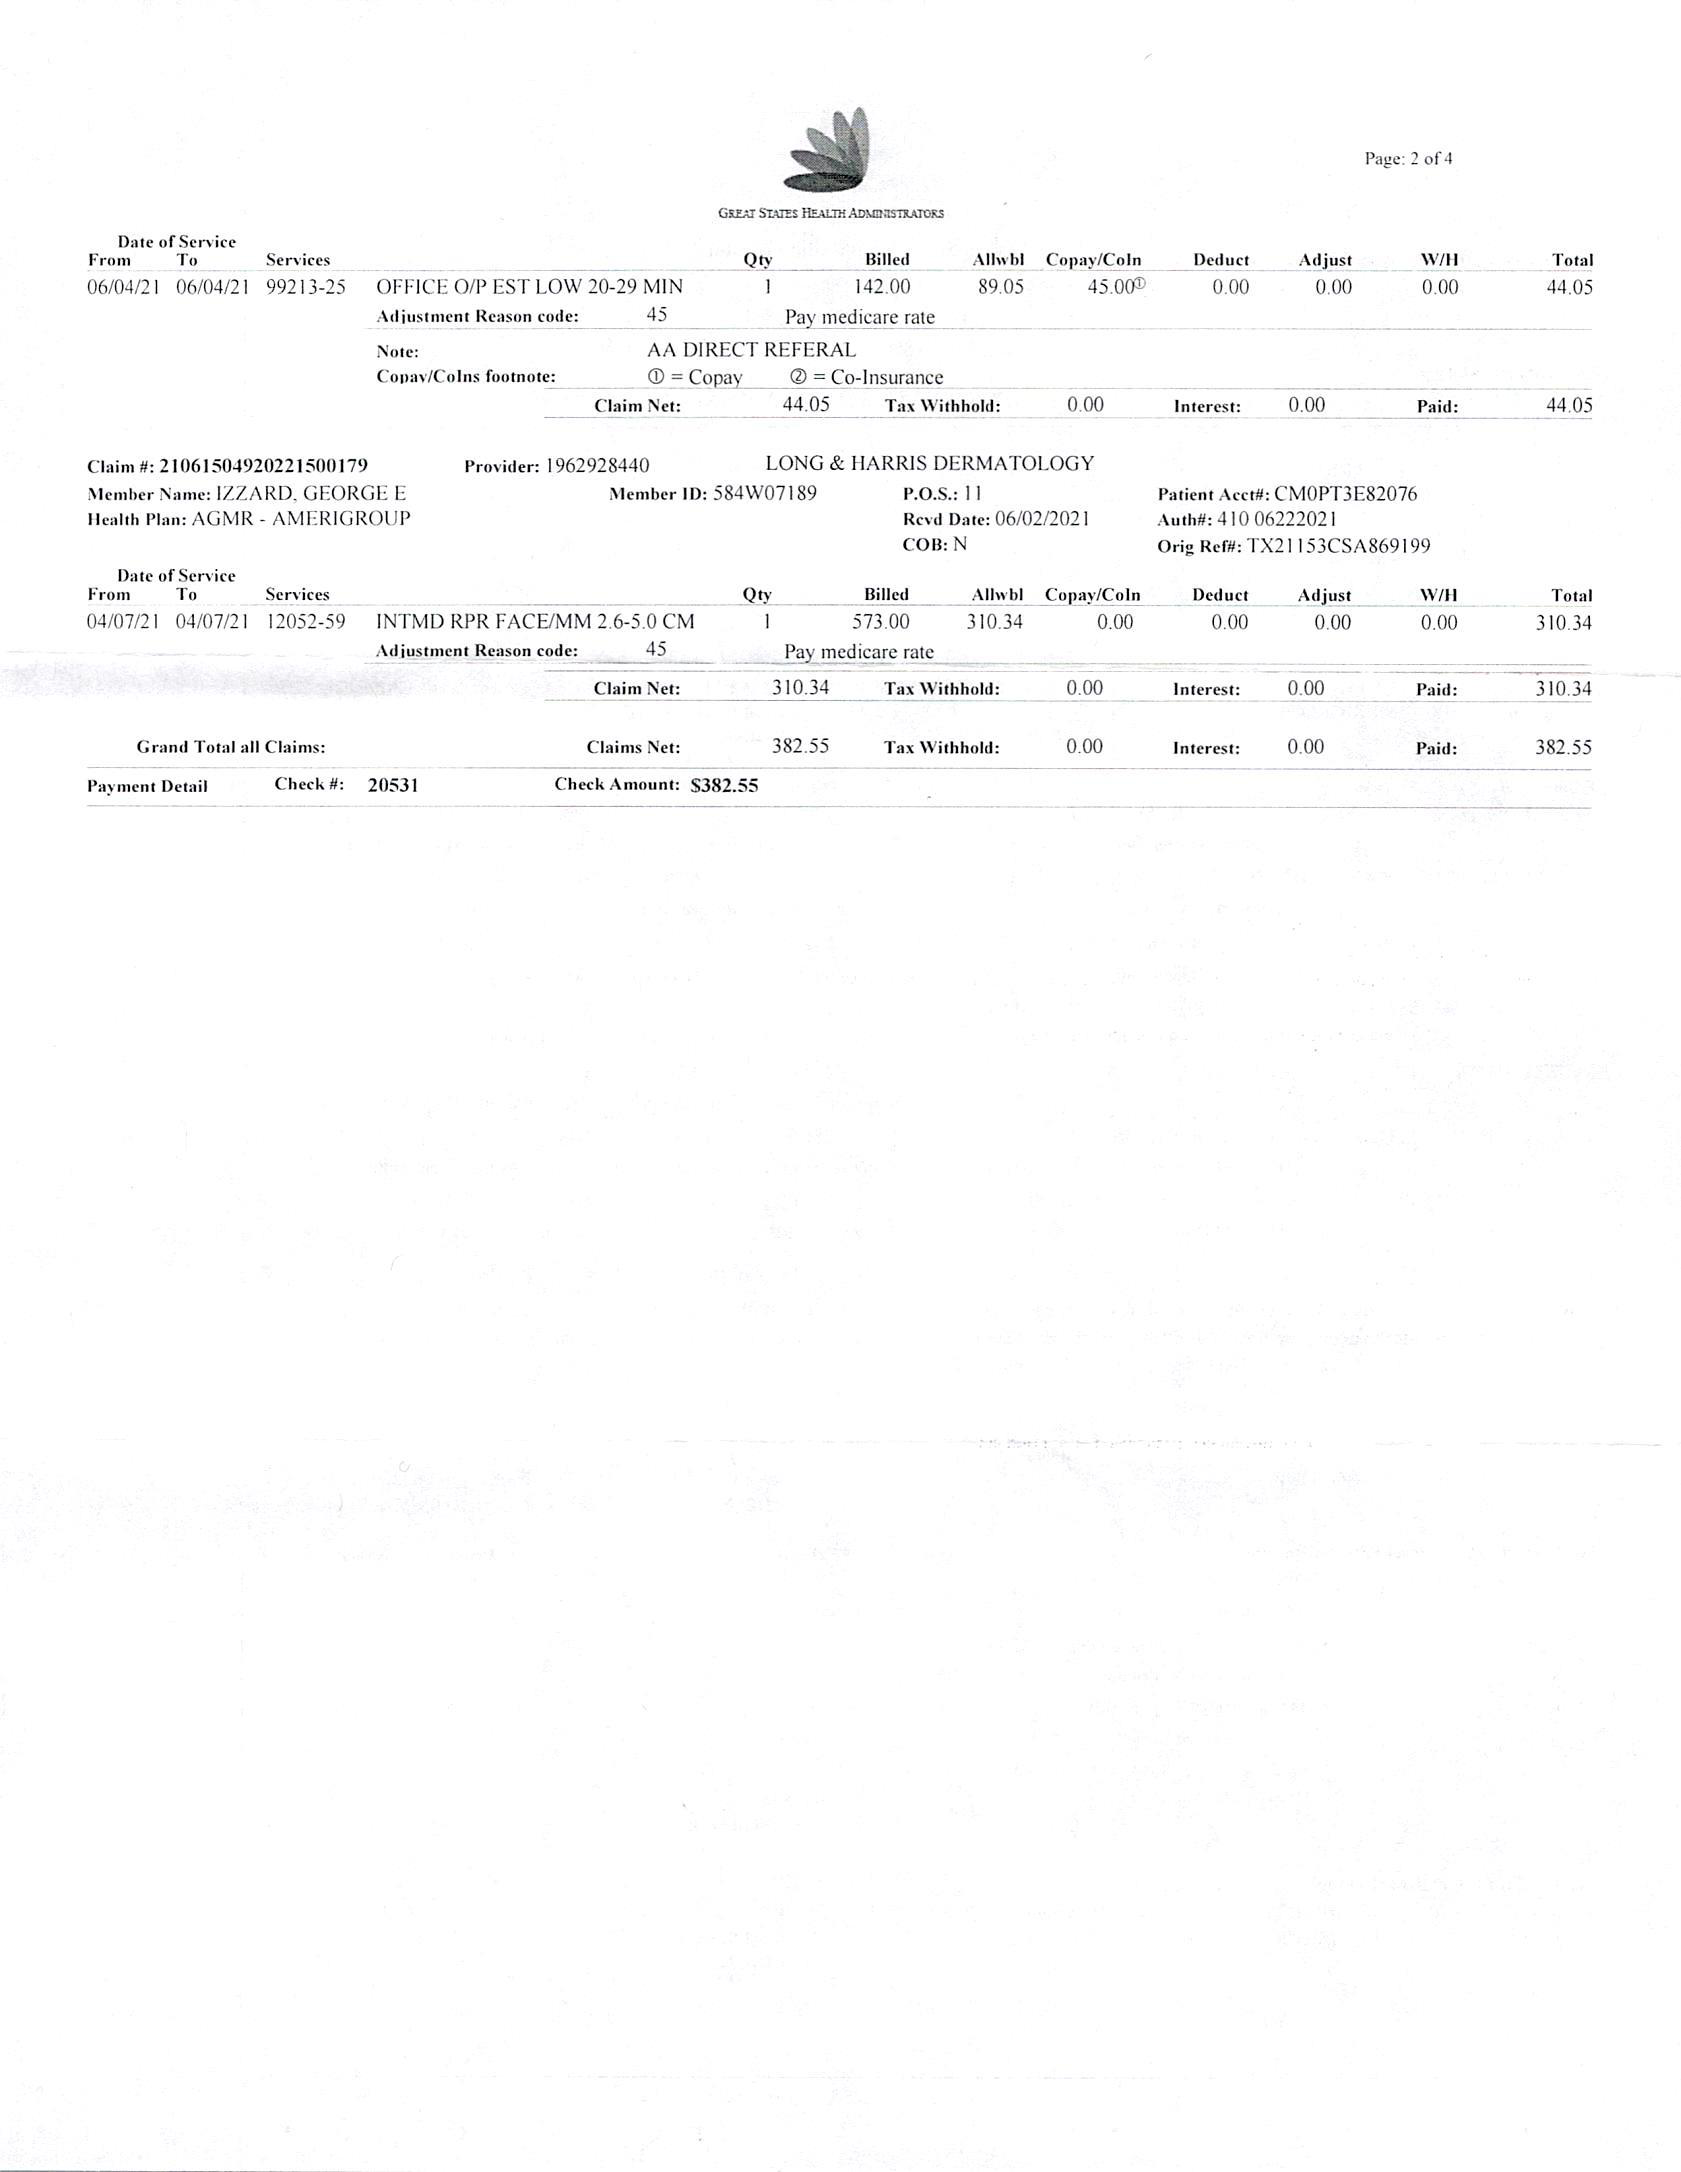 Page: 2 of 4
GREAT STATES HEALTH ADMINISTRATORS
Date of Service
From To Services Qty Billed Allwbl Copay/CoIn Deduct Adjust W/H Total
06/04/21 06/04/21 99213-25 OFFICE O/P EST LOW 20-29 MIN 1 142.00 89.05 45.00① 0.00 0.00 0.00 44.05
Adjustment Reason code: 45 Pay medicare rate
Note: AA DIRECT REFERAL
Copay/CoIns footnote: ① = Copay ② = Co-Insurance
Claim Net: 44.05 Tax Withhold: 0.00 Interest: 0.00 Paid: 44.05
Claim #: 21061504920221500179 Provider: 1962928440 LONG & HARRIS DERMATOLOGY
Member Name: IZZARD, GEORGE E Member ID: 584W07189 P.O.S.: 11 Patient Acct#: CM0PT3E82076
Health Plan: AGMR - AMERIGROUP Rcvd Date: 06/02/2021 Auth#: 410 06222021
COB: N Orig Ref#: TX21153CSA869199
Date of Service
From To Services Qty Billed Allwbl Copay/CoIn Deduct Adjust W/H Total
04/07/21 04/07/21 12052-59 INTMD RPR FACE/MM 2.6-5.0 CM 1 573.00 310.34 0.00 0.00 0.00 0.00 310.34
Adjustment Reason code: 45 Pay medicare rate
Claim Net: 310.34 Tax Withhold: 0.00 Interest: 0.00 Paid: 310.34
Grand Total all Claims: Claims Net: 382.55 Tax Withhold: 0.00 Interest: 0.00 Paid: 382.55
Payment Detail Check #: 20531 Check Amount: $382.55